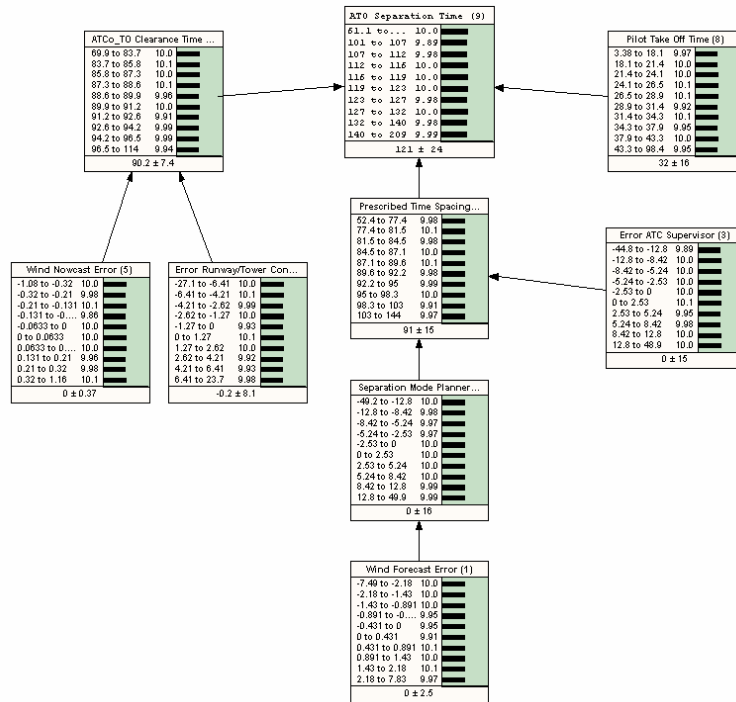 ATCo_TO Clearance Time ...
69.9 to 83.7 10.0
83.7 to 85.8 10.1
85.8 to 87.3 10.0
87.3 to 88.6 10.1
88.6 to 89.9 9.96
89.9 to 91.2 10.0
91.2 to 92.6 9.91
92.6 to 94.2 9.99
94.2 to 96.5 9.99
96.5 to 114 9.94
90.2 ± 7.4
AT0 Separation Time (9)
61.1 to... 10.0
101 to 107 9.89
107 to 112 9.98
112 to 116 10.0
116 to 119 10.0
119 to 123 10.0
123 to 127 9.98
127 to 132 10.0
132 to 140 9.98
140 to 209 9.99
121 ± 24
Pilot Take Off Time (8)
3.38 to 18.1 9.97
18.1 to 21.4 10.0
21.4 to 24.1 10.0
24.1 to 26.5 10.1
26.5 to 28.9 10.1
28.9 to 31.4 9.92
31.4 to 34.3 10.1
34.3 to 37.9 9.95
37.9 to 43.3 10.0
43.3 to 98.4 9.95
32 ± 16
Prescribed Time Spacing...
52.4 to 77.4 9.98
77.4 to 81.5 10.1
81.5 to 84.5 9.98
84.5 to 87.1 10.0
87.1 to 89.6 10.1
89.6 to 92.2 9.98
92.2 to 95 9.99
95 to 98.3 10.0
98.3 to 103 9.91
103 to 144 9.97
91 ± 15
Error ATC Supervisor (3)
-44.8 to -12.8 9.89
-12.8 to -8.42 10.0
-8.42 to -5.24 10.0
-5.24 to -2.53 10.0
-2.53 to 0 10.0
0 to 2.53 10.1
2.53 to 5.24 9.95
5.24 to 8.42 9.98
8.42 to 12.8 10.0
12.8 to 48.9 10.0
0 ± 15
Wind Nowcast Error (5)
-1.08 to -0.32 10.0
-0.32 to -0.21 9.98
-0.21 to -0.131 10.1
-0.131 to -0.... 9.86
-0.0633 to 0 10.0
0 to 0.0633 10.0
0.0633 to 0.... 10.0
0.131 to 0.21 9.96
0.21 to 0.32 9.98
0.32 to 1.16 10.1
0 ± 0.37
Error Runway/Tower Con...
-27.1 to -6.41 10.0
-6.41 to -4.21 10.1
-4.21 to -2.62 9.99
-2.62 to -1.27 10.0
-1.27 to 0 9.93
0 to 1.27 10.1
1.27 to 2.62 10.0
2.62 to 4.21 9.92
4.21 to 6.41 9.93
6.41 to 23.7 9.98
-0.2 ± 8.1
Separation Mode Planner...
-49.2 to -12.8 10.0
-12.8 to -8.42 9.98
-8.42 to -5.24 9.97
-5.24 to -2.53 9.97
-2.53 to 0 10.0
0 to 2.53 10.0
2.53 to 5.24 10.0
5.24 to 8.42 10.0
8.42 to 12.8 9.99
12.8 to 49.9 9.99
0 ± 16
Wind Forecast Error (1)
-7.49 to -2.18 10.0
-2.18 to -1.43 10.0
-1.43 to -0.891 10.0
-0.891 to -0.... 9.95
-0.431 to 0 9.95
0 to 0.431 9.91
0.431 to 0.891 10.1
0.891 to 1.43 10.0
1.43 to 2.18 10.1
2.18 to 7.83 9.97
0 ± 2.5